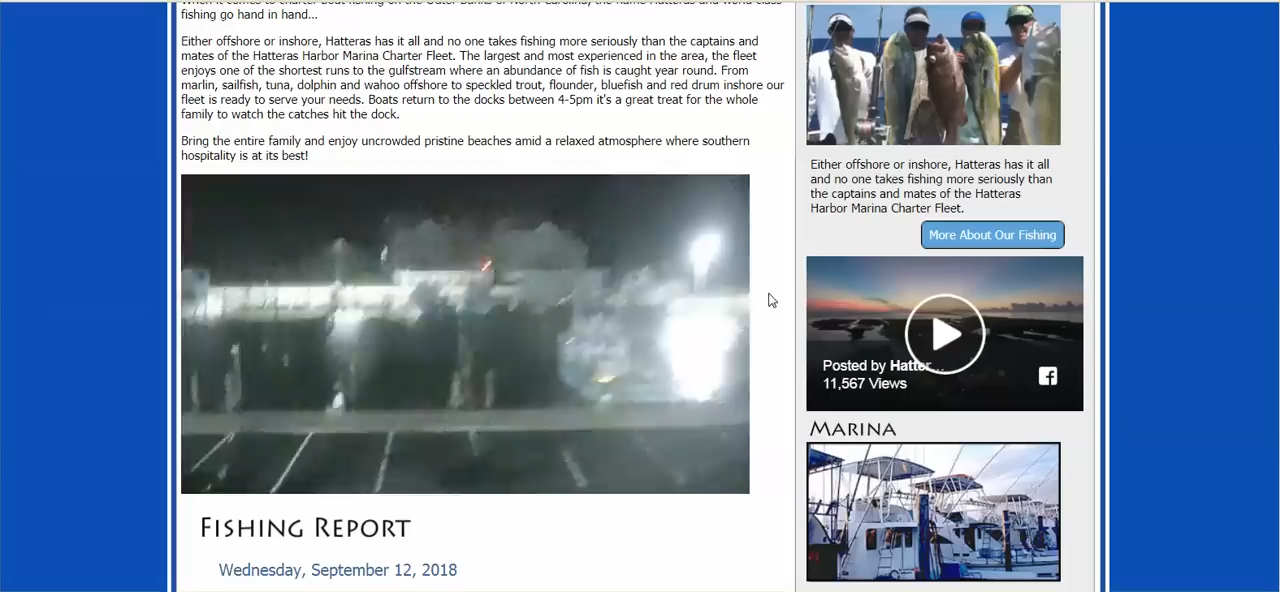 fishing go hand in hand...
Either offshore or inshore, Hatteras has it all and no one takes fishing more seriously than the captains and
mates of the Hatteras Harbor Marina Charter Fleet. The largest and most experienced in the area, the fleet
enjoys one of the shortest runs to the gulfstream where an abundance of fish is caught year round. From
marlin, sailfish, tuna, dolphin and wahoo offshore to speckled trout, flounder, bluefish and red drum inshore our
fleet is ready to serve your needs. Boats return to the docks between 4-5pm it's a great treat for the whole
family to watch the catches hit the dock.
Bring the entire family and enjoy uncrowded pristine beaches amid a relaxed atmosphere where southern
hospitality is at its best!
Fishing Report
Wednesday, September 12, 2018
Either offshore or inshore, Hatteras has it all
and no one takes fishing more seriously than
the captains and mates of the Hatteras
Harbor Marina Charter Fleet.
More About Our Fishing
Posted by Hatter...
11,567 Views
Marina